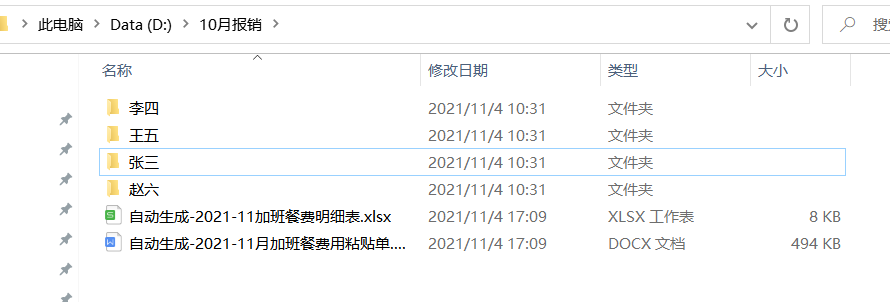 此电脑 > Data (D:) > 10月报销 >
搜索
名称 修改日期 类型 大小
李四 2021/11/4 10:31 文件夹
王五 2021/11/4 10:31 文件夹
张三 2021/11/4 10:31 文件夹
赵六 2021/11/4 10:31 文件夹
自动生成-2021-11加班餐费明细表.xlsx 2021/11/4 17:09 XLSX 工作表 8 KB
自动生成-2021-11月加班餐费用粘贴单.... 2021/11/4 17:09 DOCX 文档 494 KB